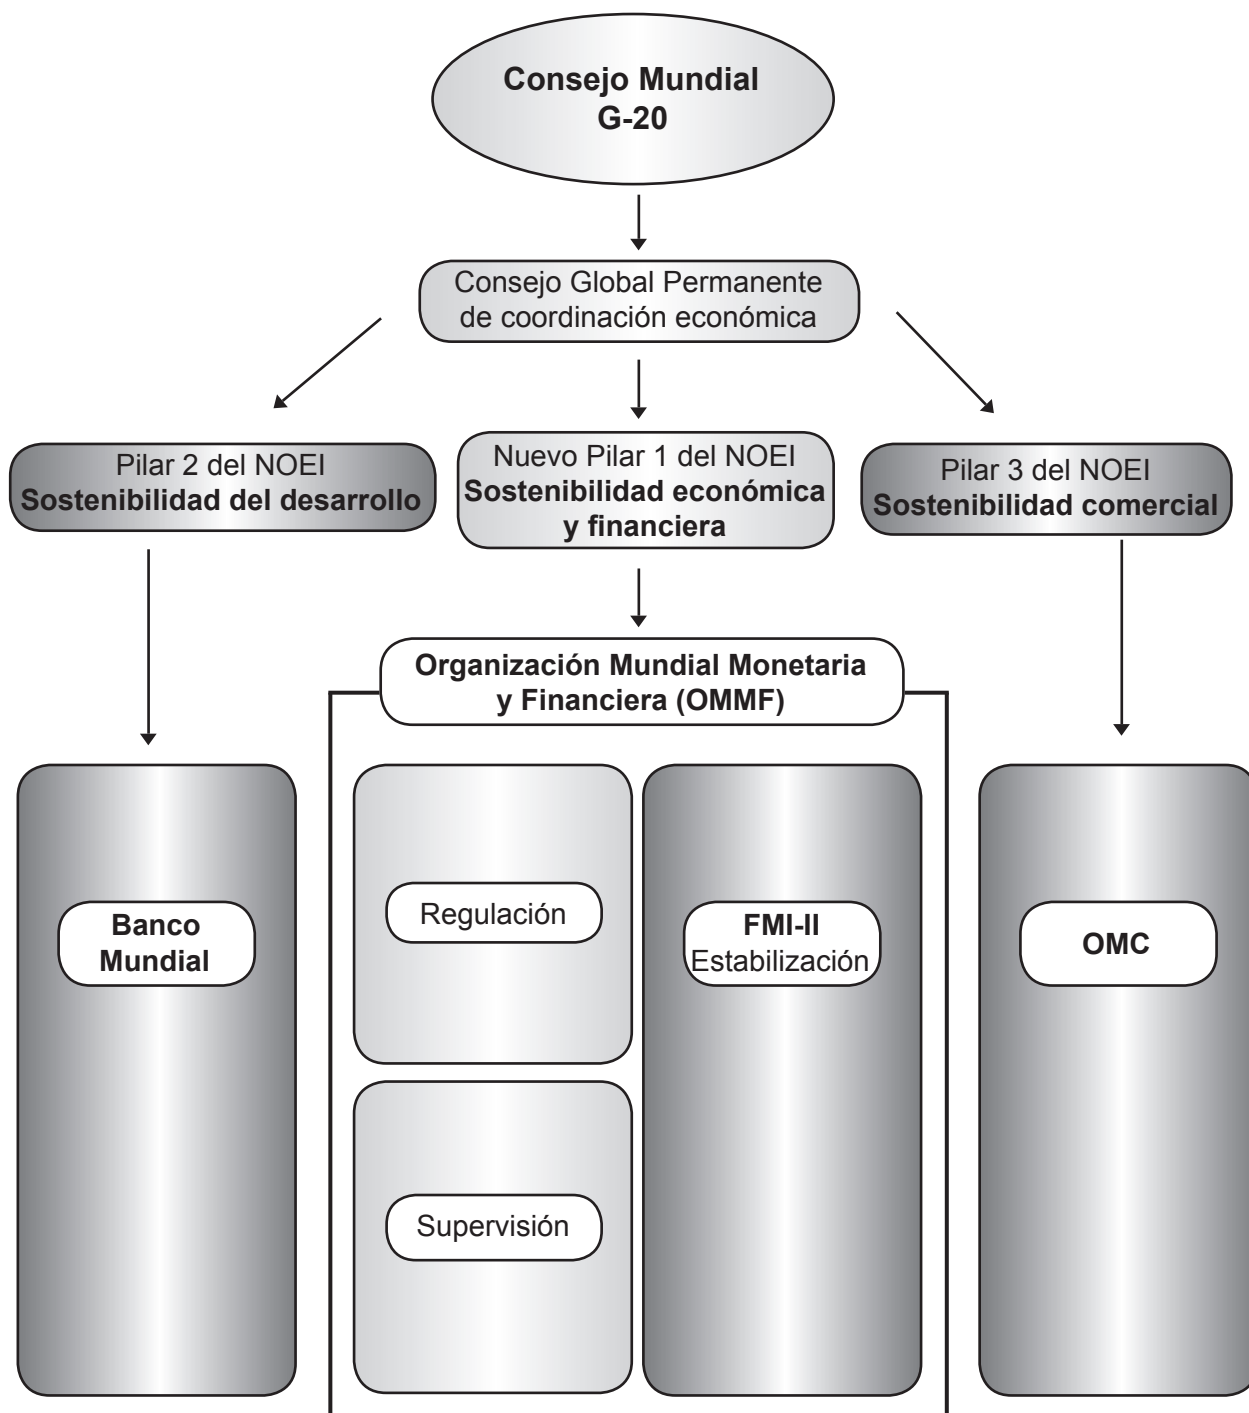 Consejo Mundial
G-20
Consejo Global Permanente
de coordinación económica
Pilar 2 del NOEI
Sostenibilidad del desarrollo
Nuevo Pilar 1 del NOEI
Sostenibilidad económica
y financiera
Pilar 3 del NOEI
Sostenibilidad comercial
Organización Mundial Monetaria
y Financiera (OMMF)
Banco
Mundial
Regulación
Supervisión
FMI-II
Estabilización
OMC